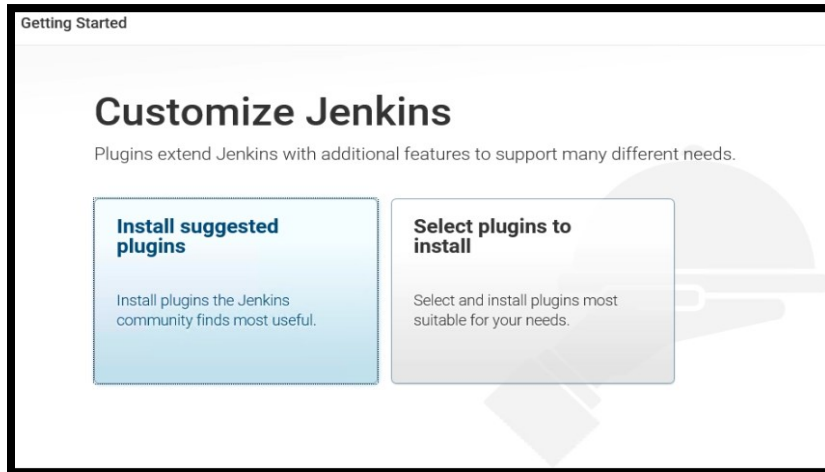 Getting Started
Customize Jenkins
Plugins extend Jenkins with additional features to support many different needs.
Install suggested
plugins
Install plugins the Jenkins
community finds most useful.
Select plugins to
install
Select and install plugins most
suitable for your needs.